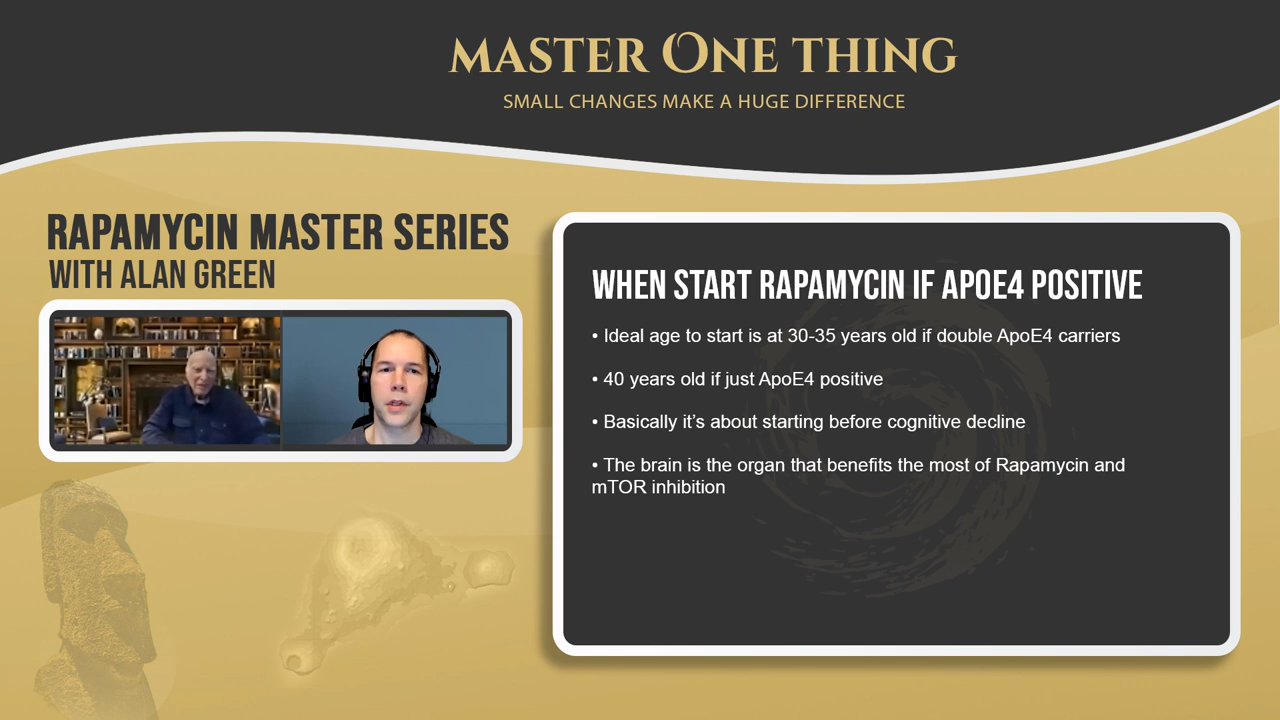 MASTER ONE THING
SMALL CHANGES MAKE A HUGE DIFFERENCE
RAPAMYCIN MASTER SERIES
WITH ALAN GREEN
WHEN START RAPAMYCIN IF APOE4 POSITIVE
• Ideal age to start is at 30-35 years old if double ApoE4 carriers
• 40 years old if just ApoE4 positive
• Basically it’s about starting before cognitive decline
• The brain is the organ that benefits the most of Rapamycin and
mTOR inhibition